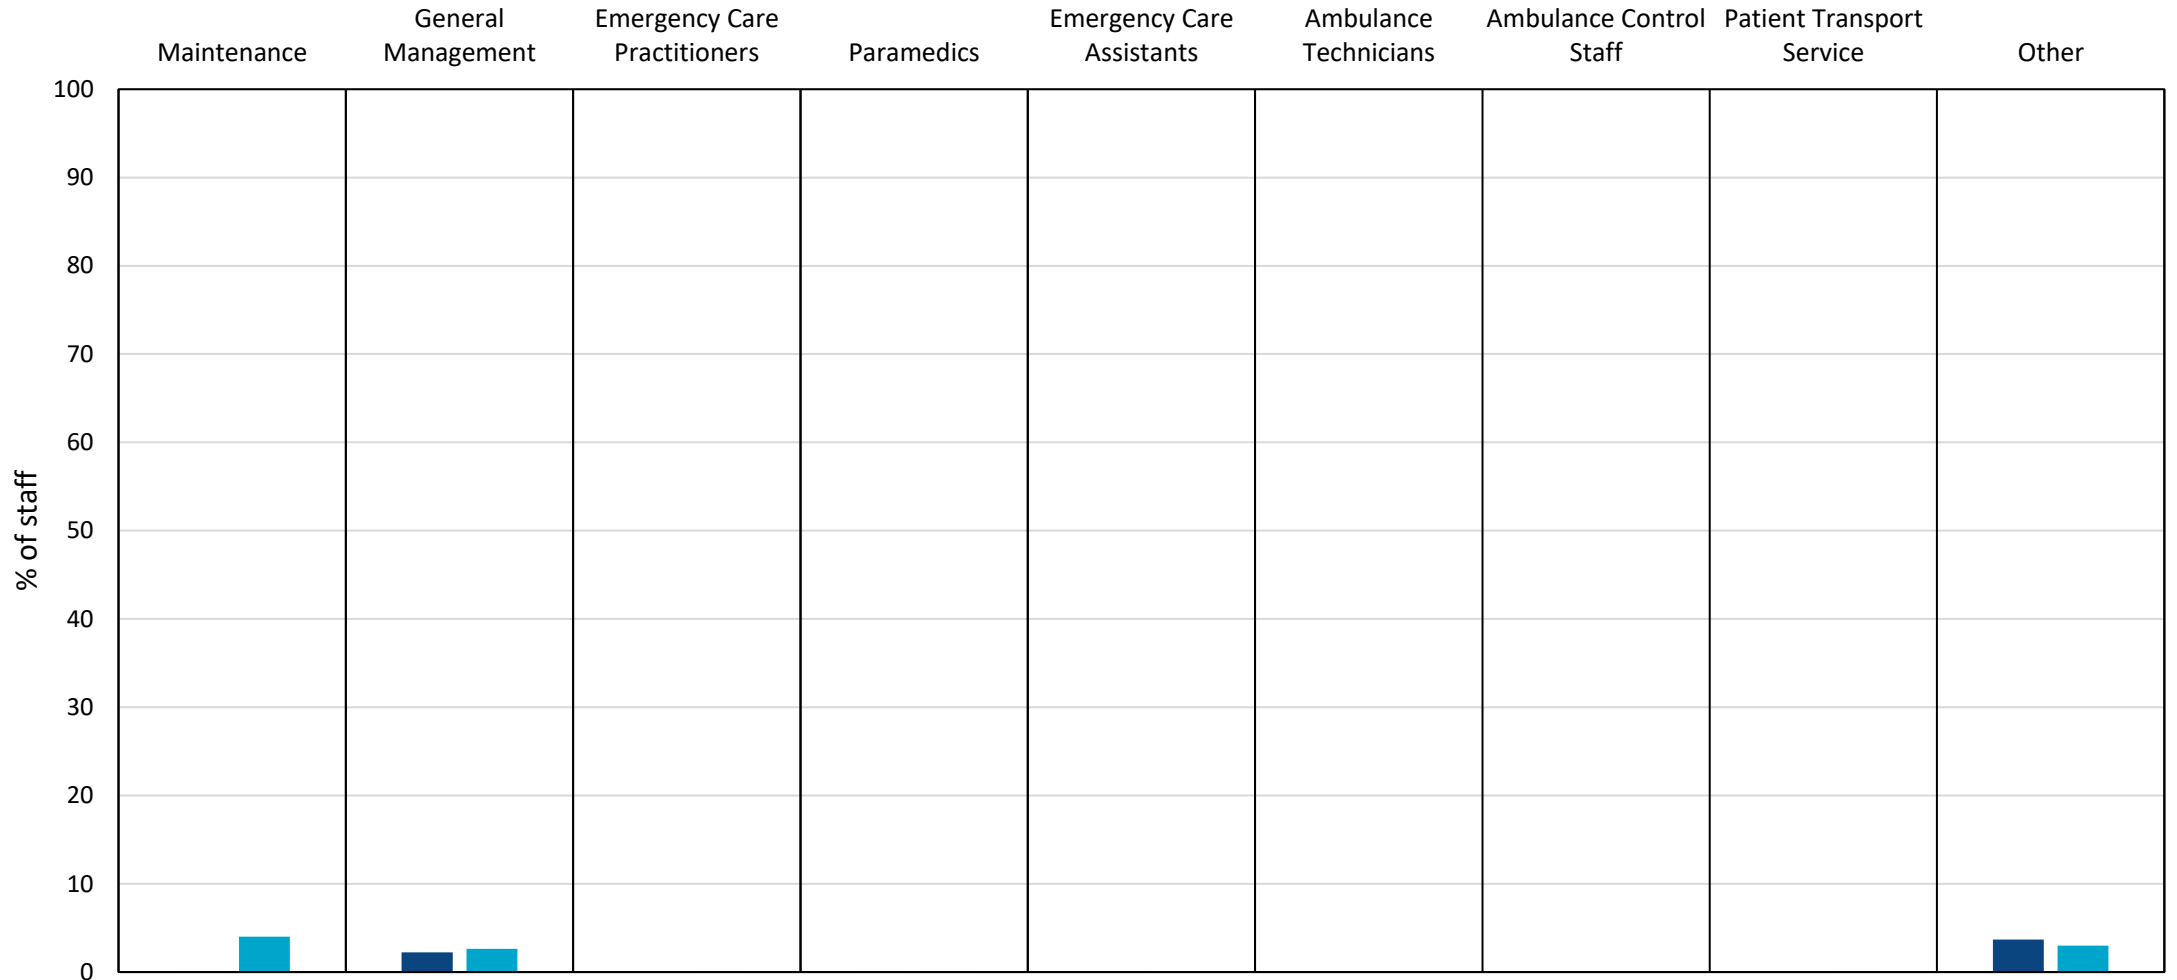 Maintenance
General
Management
Emergency Care
Practitioners
Paramedics
Emergency Care
Assistants
Ambulance
Technicians
Ambulance Control
Staff
Patient Transport
Service
Other
100
90
80
70
60
50
40
30
20
10
0
% of staff